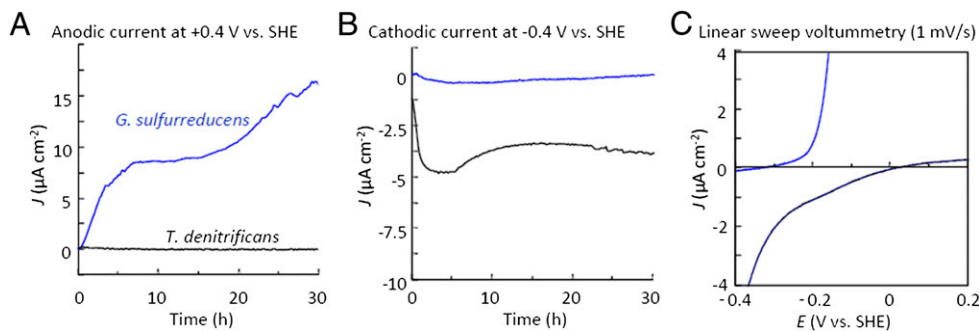 A Anodic current at +0.4 V vs. SHE
15
10
5
0
J (μA cm⁻²)
G. sulfurreducens
T. denitrificans
0 10 20 30
Time (h)
B Cathodic current at -0.4 V vs. SHE
0
-2.5
-5
-10
J (μA cm⁻²)
0 10 20 30
Time (h)
C Linear sweep voltummetry (1 mV/s)
4
2
0
-2
-4
J (μA cm⁻²)
-0.4 -0.2 0 0.2
E (V vs. SHE)